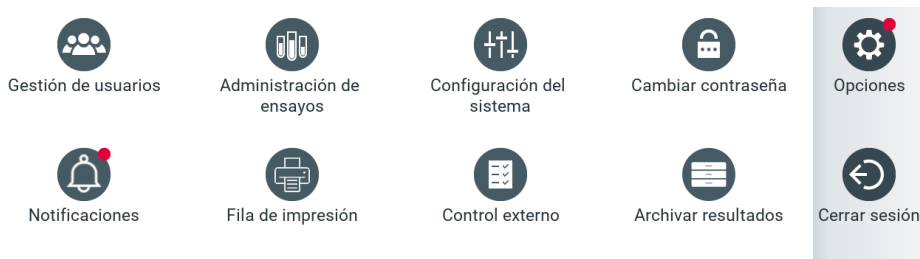 Gestión de usuarios
Administración de
ensayos
Configuración del
sistema
Cambiar contraseña
Opciones
Notificaciones
Fila de impresión
Control externo
Archivar resultados
Cerrar sesión